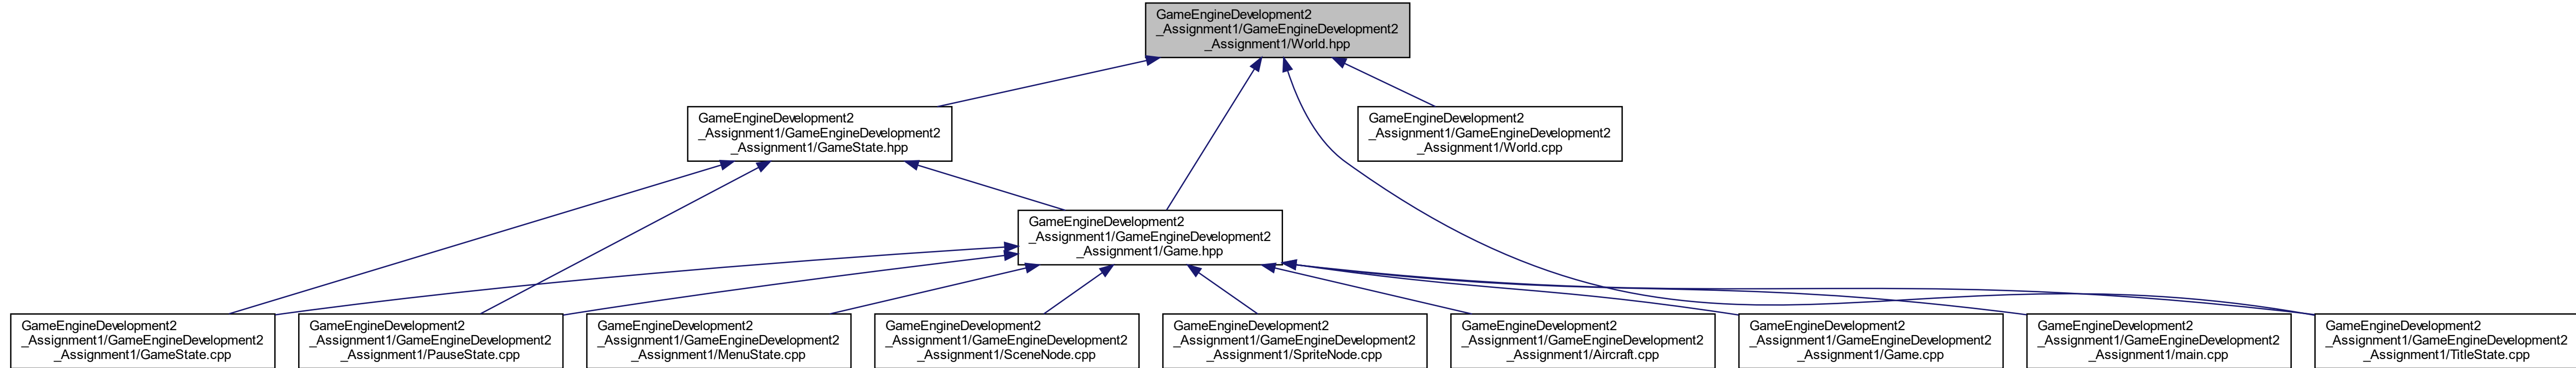 GameEngineDevelopment2
_Assignment1/GameEngineDevelopment2
_Assignment1/World.hpp
GameEngineDevelopment2
_Assignment1/GameEngineDevelopment2
_Assignment1/GameState.hpp
GameEngineDevelopment2
_Assignment1/GameEngineDevelopment2
_Assignment1/World.cpp
GameEngineDevelopment2
_Assignment1/GameEngineDevelopment2
_Assignment1/Game.hpp
GameEngineDevelopment2
_Assignment1/GameEngineDevelopment2
_Assignment1/GameState.cpp
GameEngineDevelopment2
_Assignment1/GameEngineDevelopment2
_Assignment1/PauseState.cpp
GameEngineDevelopment2
_Assignment1/GameEngineDevelopment2
_Assignment1/MenuState.cpp
GameEngineDevelopment2
_Assignment1/GameEngineDevelopment2
_Assignment1/SceneNode.cpp
GameEngineDevelopment2
_Assignment1/GameEngineDevelopment2
_Assignment1/SpriteNode.cpp
GameEngineDevelopment2
_Assignment1/GameEngineDevelopment2
_Assignment1/Aircraft.cpp
GameEngineDevelopment2
_Assignment1/GameEngineDevelopment2
_Assignment1/Game.cpp
GameEngineDevelopment2
_Assignment1/GameEngineDevelopment2
_Assignment1/main.cpp
GameEngineDevelopment2
_Assignment1/GameEngineDevelopment2
_Assignment1/TitleState.cpp